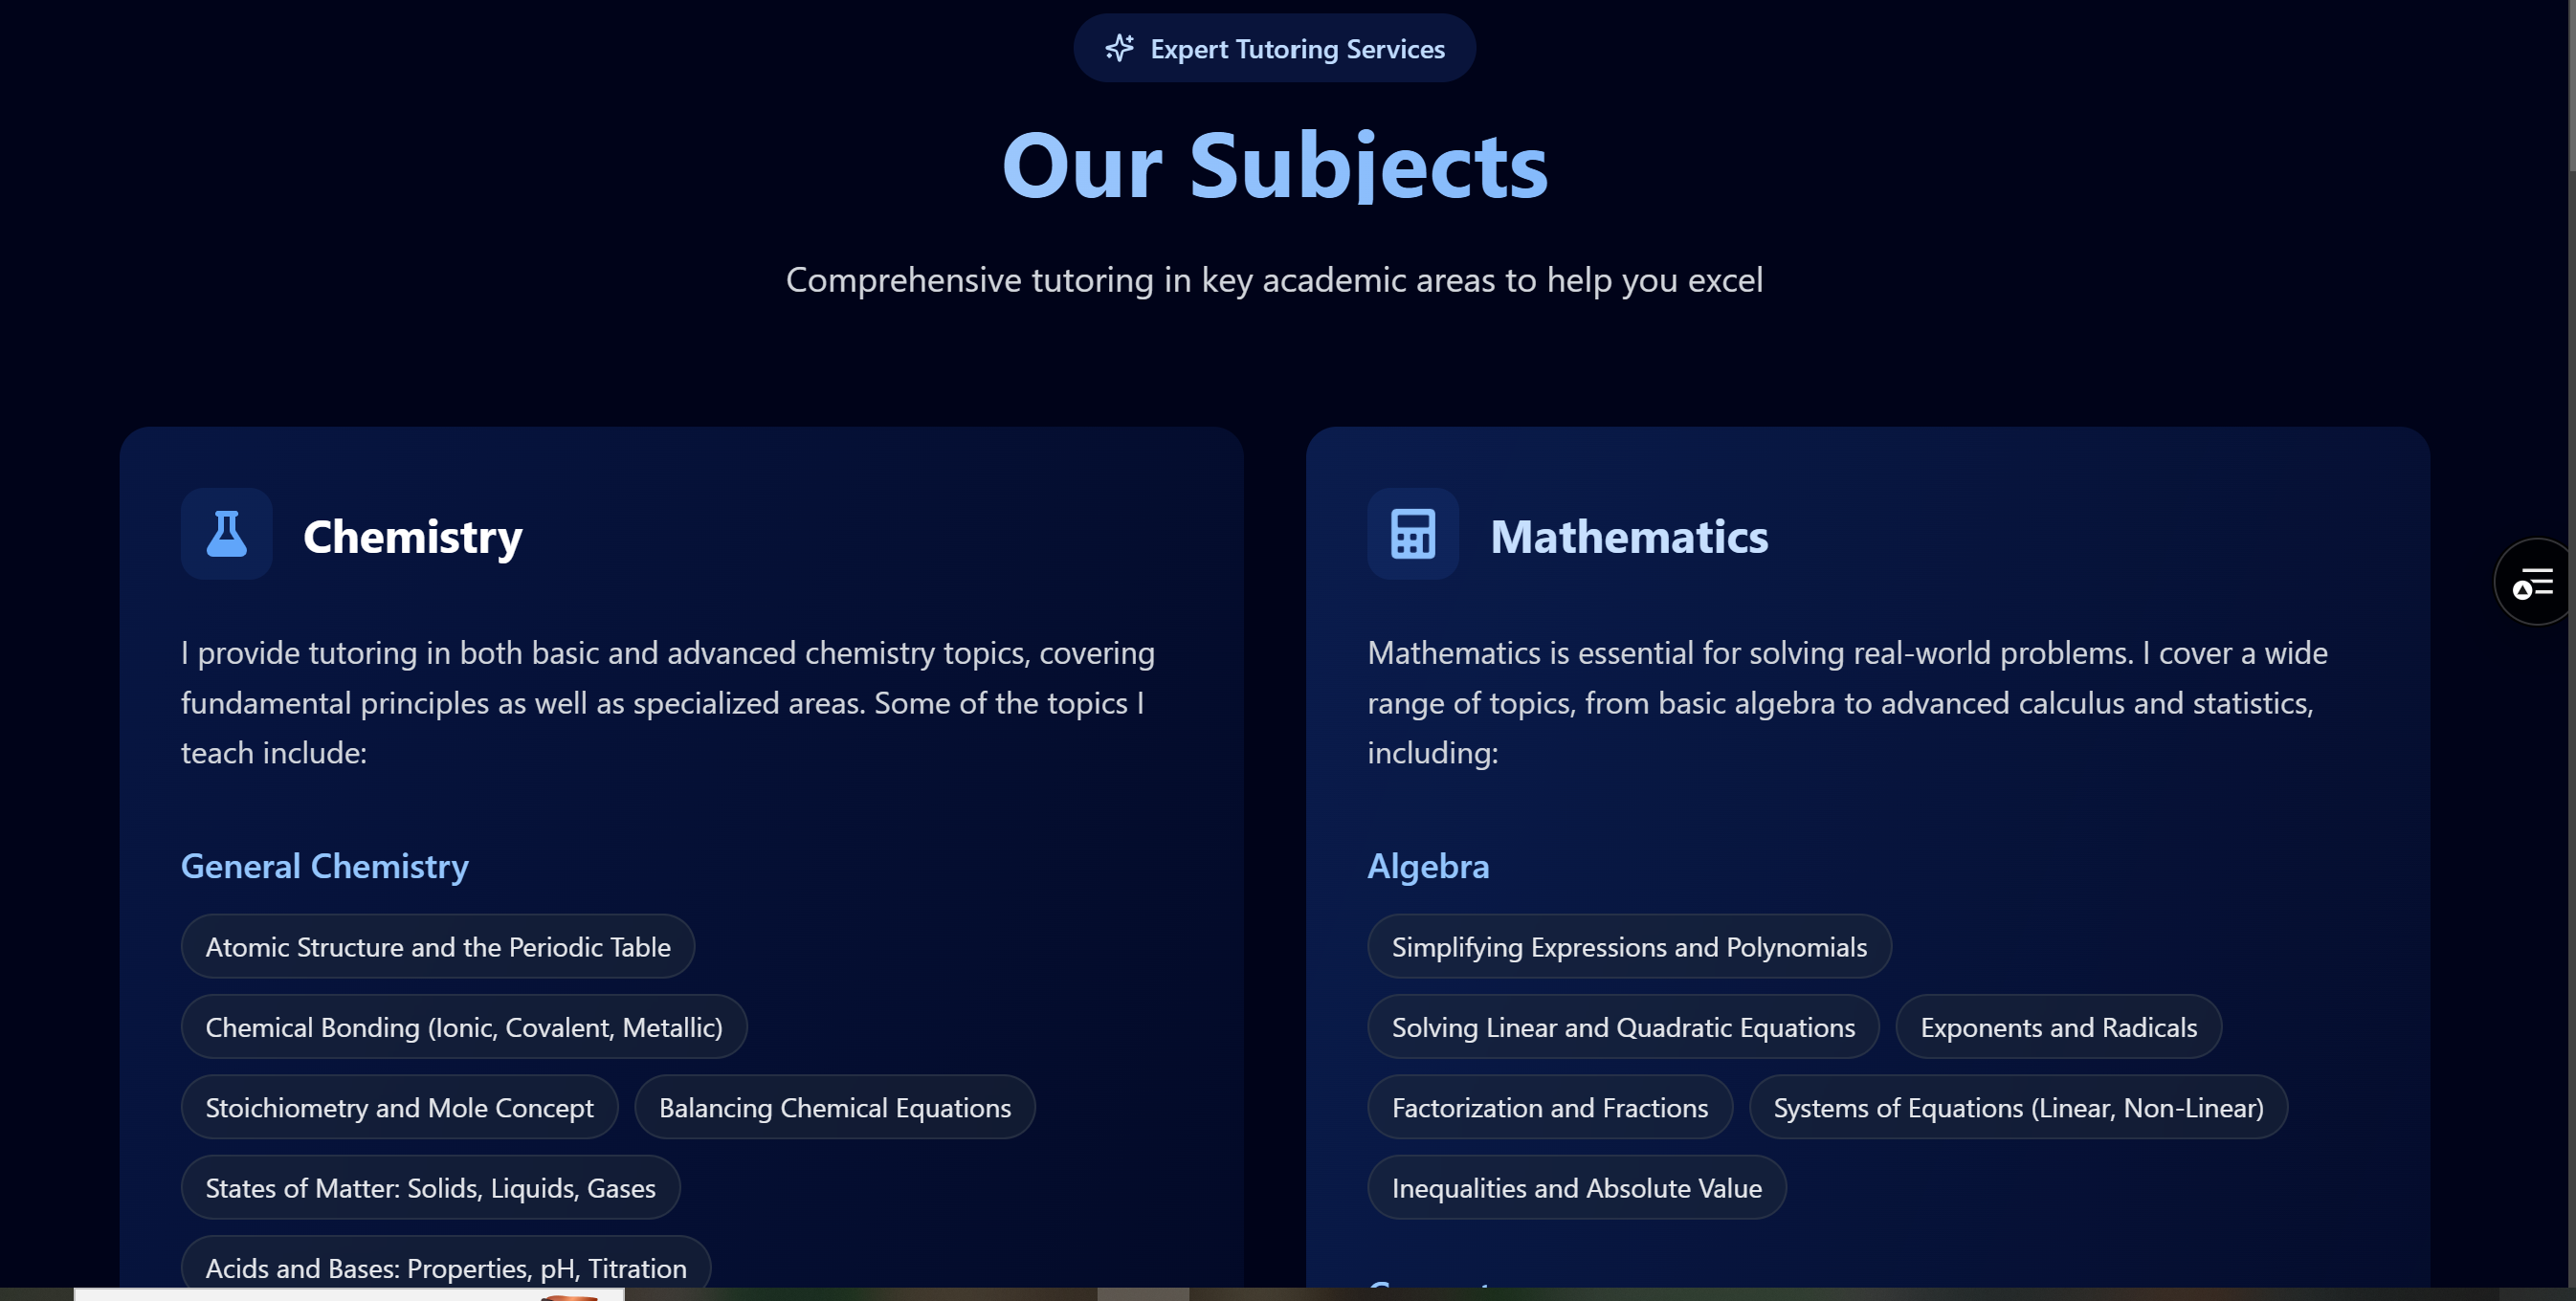 Expert Tutoring Services
Our Subjects
Comprehensive tutoring in key academic areas to help you excel
Chemistry
I provide tutoring in both basic and advanced chemistry topics, covering
fundamental principles as well as specialized areas. Some of the topics I
teach include:
General Chemistry
Atomic Structure and the Periodic Table
Chemical Bonding (Ionic, Covalent, Metallic)
Stoichiometry and Mole Concept
Balancing Chemical Equations
States of Matter: Solids, Liquids, Gases
Acids and Bases: Properties, pH, Titration
Mathematics
Mathematics is essential for solving real-world problems. I cover a wide
range of topics, from basic algebra to advanced calculus and statistics,
including:
Algebra
Simplifying Expressions and Polynomials
Solving Linear and Quadratic Equations
Exponents and Radicals
Factorization and Fractions
Systems of Equations (Linear, Non-Linear)
Inequalities and Absolute Value